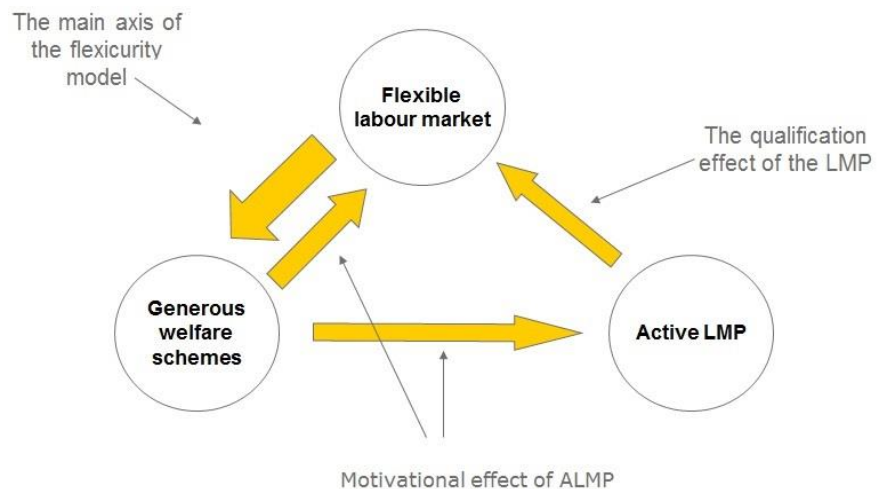 The main axis of
the flexicurity
model
Flexible
labour market
The qualification
effect of the LMP
Generous
welfare
schemes
Active LMP
Motivational effect of ALMP